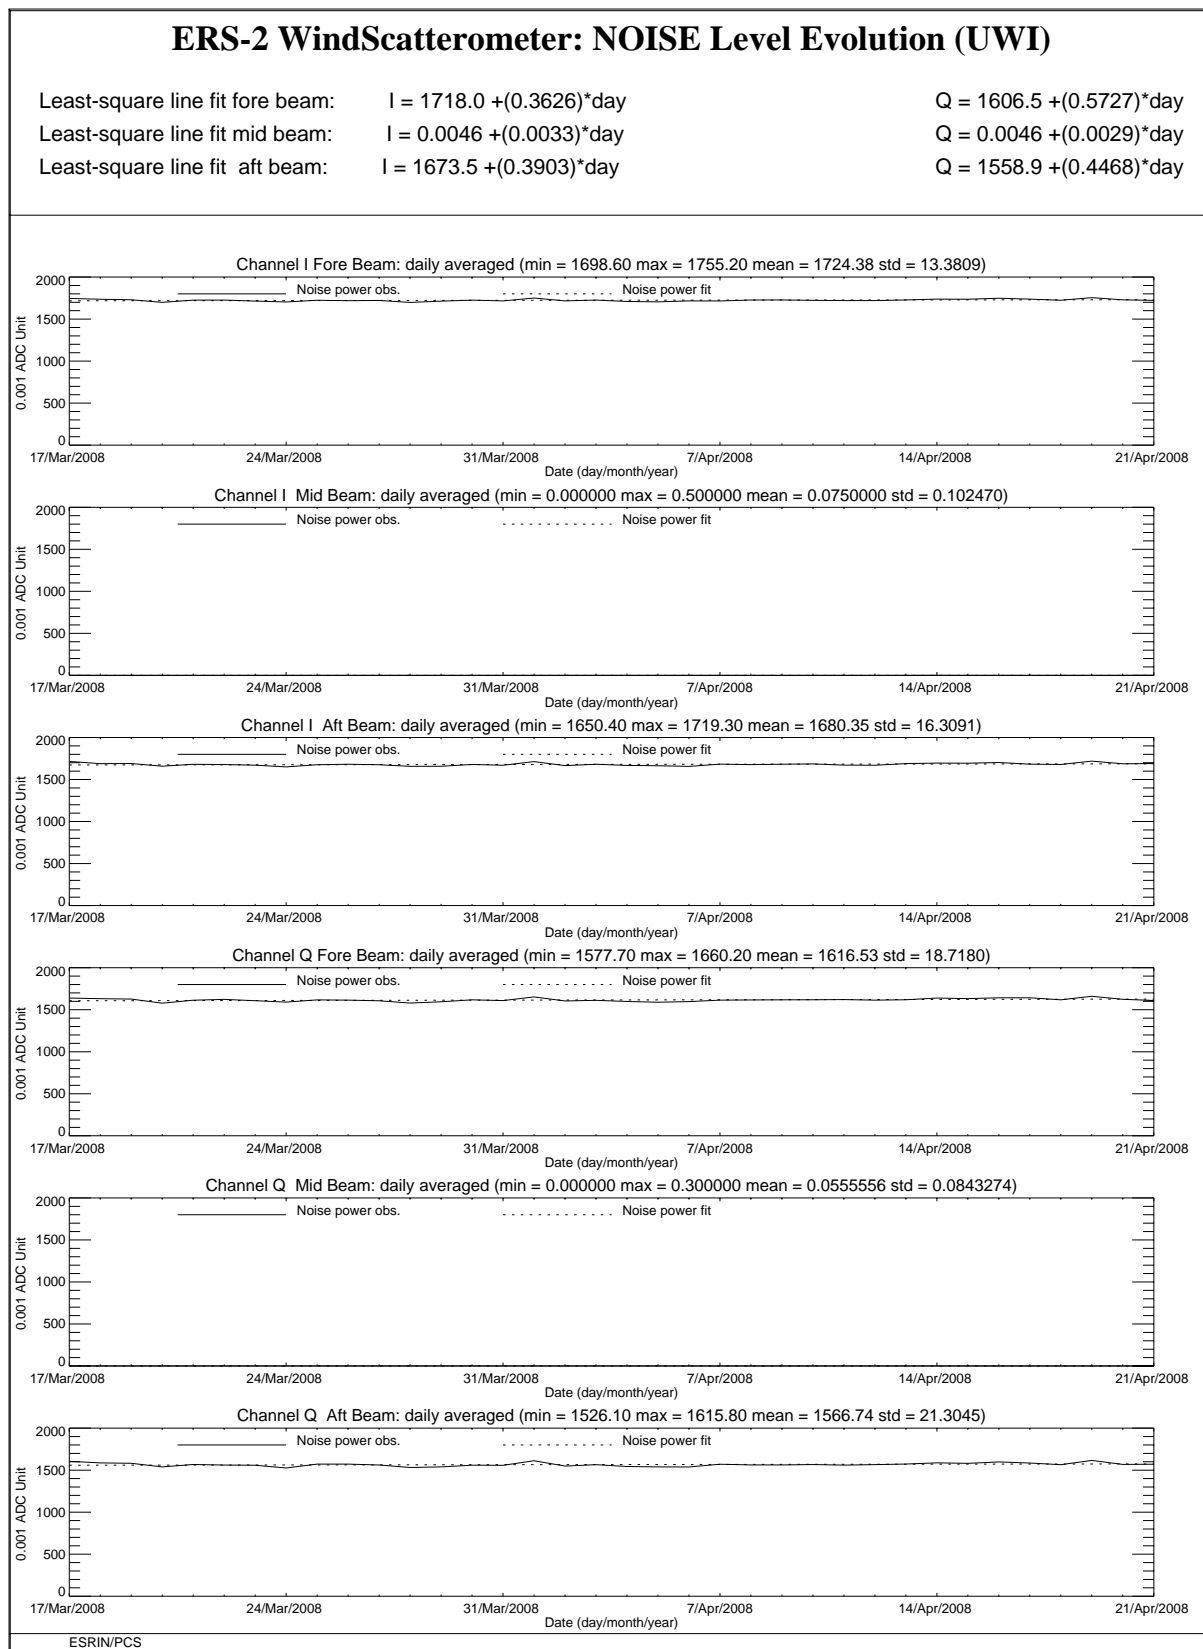 ERS-2 WindScatterometer: NOISE Level Evolution (UWI)
Least-square line fit fore beam: I = 1718.0 +(0.3626)*day Q = 1606.5 +(0.5727)*day
Least-square line fit mid beam: I = 0.0046 +(0.0033)*day Q = 0.0046 +(0.0029)*day
Least-square line fit aft beam: I = 1673.5 +(0.3903)*day Q = 1558.9 +(0.4468)*day
Channel I Fore Beam: daily averaged (min = 1698.60 max = 1755.20 mean = 1724.38 std = 13.3809)
Noise power obs. Noise power fit
2000
1500
1000
500
0
0.001 ADC Unit
17/Mar/2008 24/Mar/2008 31/Mar/2008 7/Apr/2008 14/Apr/2008 21/Apr/2008
Date (day/month/year)
Channel I Mid Beam: daily averaged (min = 0.000000 max = 0.500000 mean = 0.0750000 std = 0.102470)
Noise power obs. Noise power fit
2000
1500
1000
500
0
0.001 ADC Unit
17/Mar/2008 24/Mar/2008 31/Mar/2008 7/Apr/2008 14/Apr/2008 21/Apr/2008
Date (day/month/year)
Channel I Aft Beam: daily averaged (min = 1650.40 max = 1719.30 mean = 1680.35 std = 16.3091)
Noise power obs. Noise power fit
2000
1500
1000
500
0
0.001 ADC Unit
17/Mar/2008 24/Mar/2008 31/Mar/2008 7/Apr/2008 14/Apr/2008 21/Apr/2008
Date (day/month/year)
Channel Q Fore Beam: daily averaged (min = 1577.70 max = 1660.20 mean = 1616.53 std = 18.7180)
Noise power obs. Noise power fit
2000
1500
1000
500
0
0.001 ADC Unit
17/Mar/2008 24/Mar/2008 31/Mar/2008 7/Apr/2008 14/Apr/2008 21/Apr/2008
Date (day/month/year)
Channel Q Mid Beam: daily averaged (min = 0.000000 max = 0.300000 mean = 0.0555556 std = 0.0843274)
Noise power obs. Noise power fit
2000
1500
1000
500
0
0.001 ADC Unit
17/Mar/2008 24/Mar/2008 31/Mar/2008 7/Apr/2008 14/Apr/2008 21/Apr/2008
Date (day/month/year)
Channel Q Aft Beam: daily averaged (min = 1526.10 max = 1615.80 mean = 1566.74 std = 21.3045)
Noise power obs. Noise power fit
2000
1500
1000
500
0
0.001 ADC Unit
17/Mar/2008 24/Mar/2008 31/Mar/2008 7/Apr/2008 14/Apr/2008 21/Apr/2008
Date (day/month/year)
ESRIN/PCS